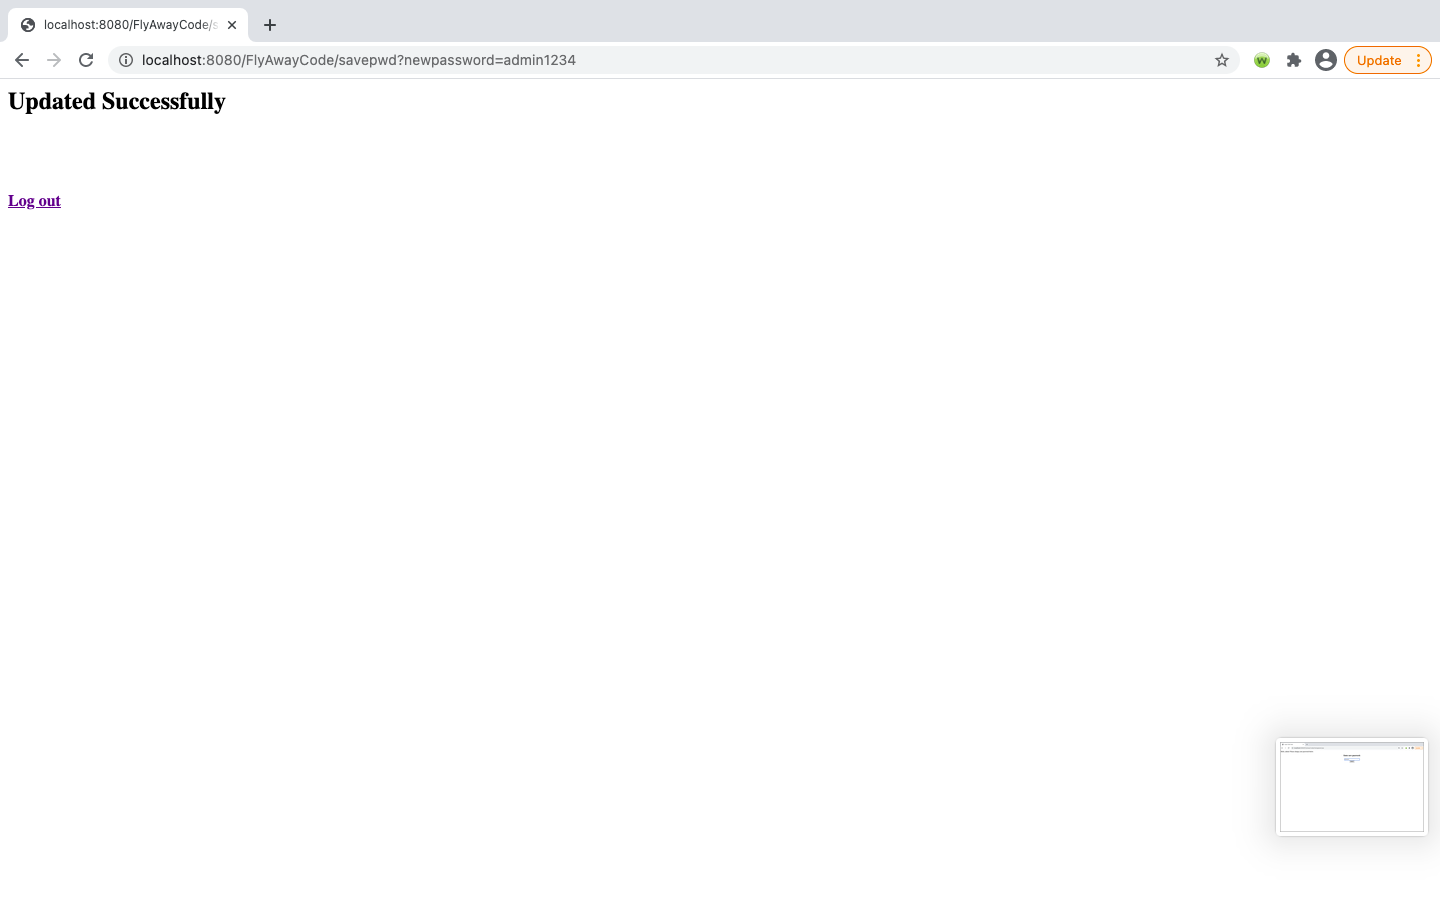 localhost:8080/FlyAwayCode/s
localhost:8080/FlyAwayCode/savepwd?newpassword=admin1234
Update
Updated Successfully
Log out